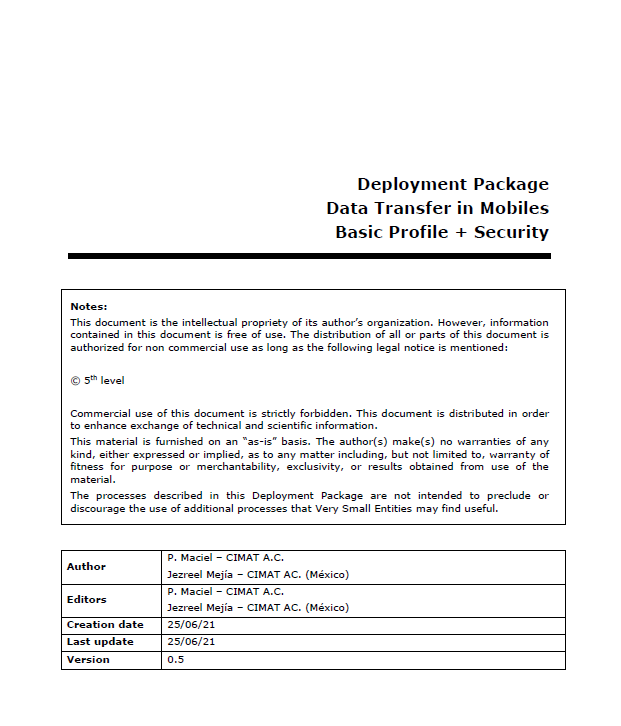 Deployment Package
Data Transfer in Mobiles
Basic Profile + Security
Notes:
This document is the intellectual propriety of its author’s organization. However, information
contained in this document is free of use. The distribution of all or parts of this document is
authorized for non commercial use as long as the following legal notice is mentioned:
© 5th level
Commercial use of this document is strictly forbidden. This document is distributed in order
to enhance exchange of technical and scientific information.
This material is furnished on an “as-is” basis. The author(s) make(s) no warranties of any
kind, either expressed or implied, as to any matter including, but not limited to, warranty of
fitness for purpose or merchantability, exclusivity, or results obtained from use of the
material.
The processes described in this Deployment Package are not intended to preclude or
discourage the use of additional processes that Very Small Entities may find useful.
Author
P. Maciel – CIMAT A.C.
Jezreel Mejía – CIMAT AC. (México)
Editors
P. Maciel – CIMAT A.C.
Jezreel Mejía – CIMAT AC. (México)
Creation date 25/06/21
Last update 25/06/21
Version 0.5